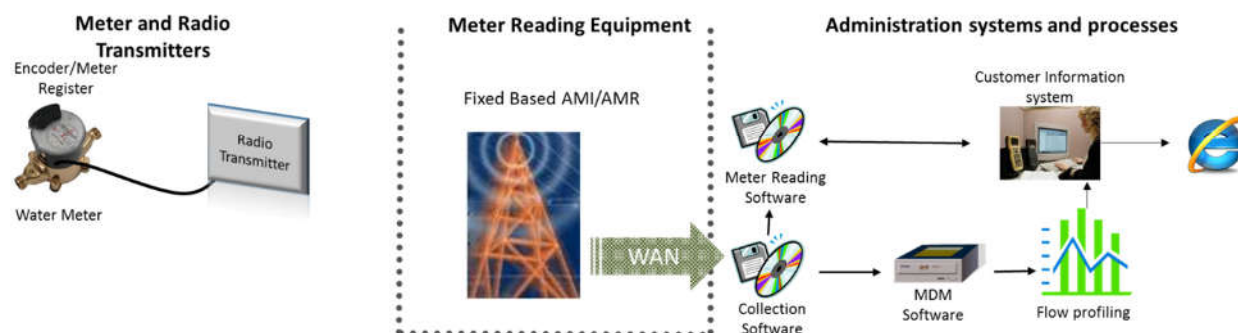 Meter and Radio
Transmitters
Encoder/Meter
Register
Radio
Transmitter
Water Meter
Meter Reading Equipment
Fixed Based AMI/AMR
WAN
Administration systems and processes
Customer Information
system
Meter Reading
Software
Collection
Software
MDM
Software
Flow profiling